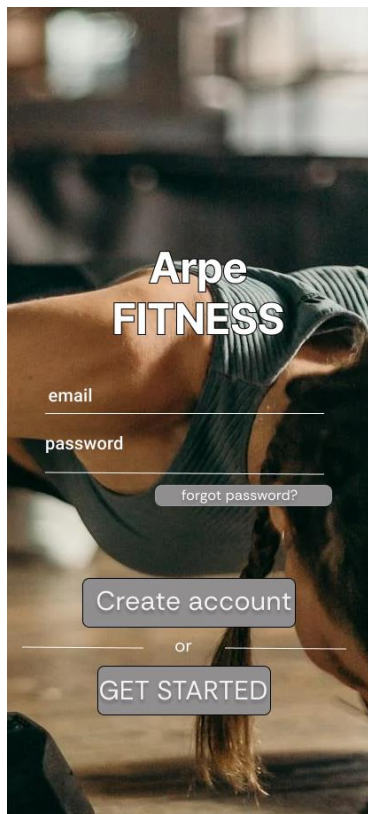 Arpe
FITNESS
email
password
forgot password?
Create account
or
GET STARTED